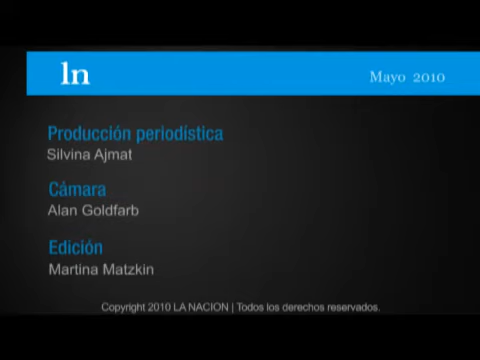 ln
Mayo 2010
Producción periodística
Silvina Ajmat
Cámara
Alan Goldfarb
Edición
Martina Matzkin
Copyright 2010 LA NACION | Todos los derechos reservados.